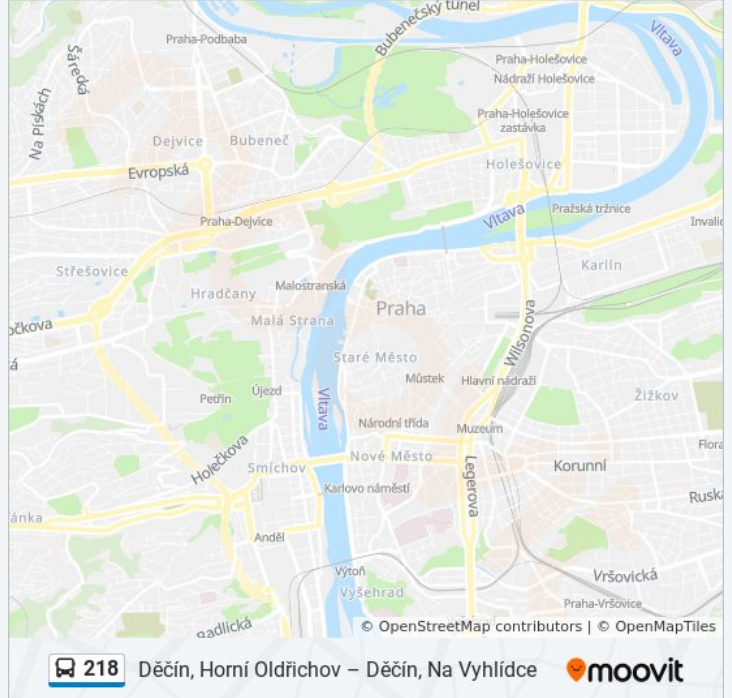 Bubenečský tunel
Praha-Podbaba
Vltava
Šárecká
Praha-Holešovice
Nádraží Holešovice
Na Pískách
Praha-Holešovice
zastávka
Dejvice
Bubeneč
Holešovice
Evropská
Praha-Dejvice
Vltava
Pražská tržnice
Invalid
Střešovice
Karlín
Malostranská
Hradčany
Praha
Malá Strana
očkova
Wilsonova
Staré Město
á
Můstek
Hlavní nádraží
Újezd
Petřín
Žižkov
Vltava
Národní třída
Muzeum
Flora
Holečkova
Nové Město
Smíchov
Korunní
Legerova
Karlovo náměstí
Rusk
ánka
Anděl
Výtoň
Vršovická
Vyšehrad
Praha-Vršovice
Radlická
© OpenStreetMap contributors | © OpenMapTiles
218 Děčín, Horní Oldřichov – Děčín, Na Vyhlídce moovit